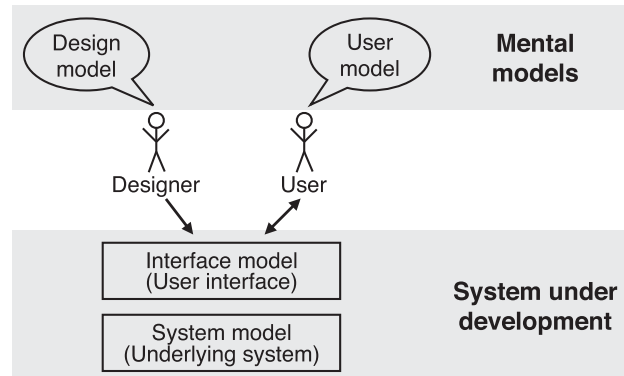 Design
model
User
model
Mental
models
Designer
User
Interface model
(User interface)
System model
(Underlying system)
System under
development